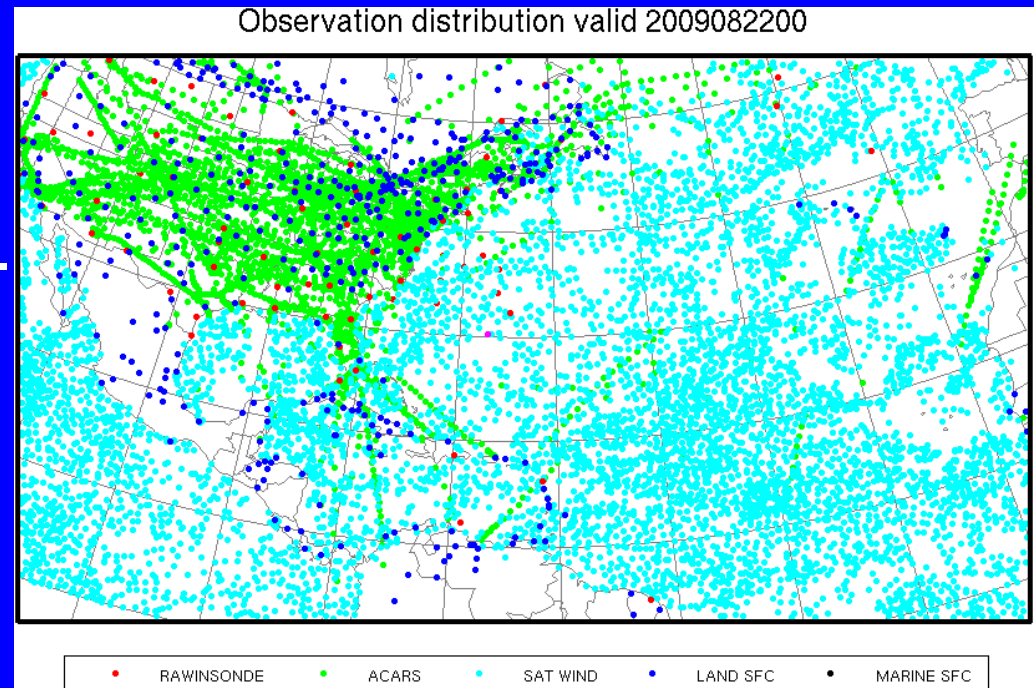 Observation distribution valid 2009082200
RAWINSONDE ACARS SAT WIND LAND SFC MARINE SFC